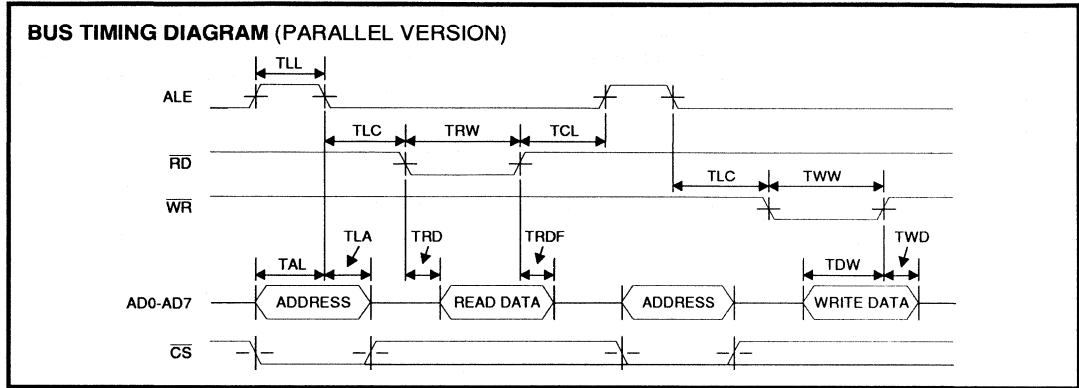 BUS TIMING DIAGRAM (PARALLEL VERSION)
TLL
ALE
TLC TRW TCL
RD
TLC TWW
WR
TLA TRD TRDF TWD
TAL TDW
AD0-AD7 ADDRESS READ DATA ADDRESS WRITE DATA
CS